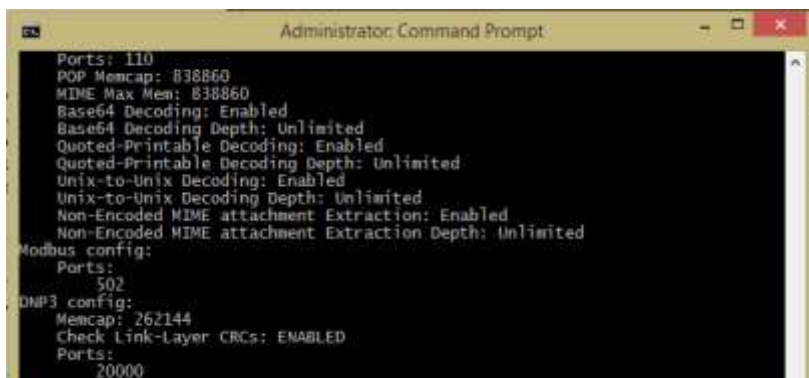 Administrator: Command Prompt
Ports: 110
POP Memcap: 838860
MIME Max Mem: 838860
Base64 Decoding: Enabled
Base64 Decoding Depth: Unlimited
Quoted-Printable Decoding: Enabled
Quoted-Printable Decoding Depth: Unlimited
Unix-to-Unix Decoding: Enabled
Unix-to-Unix Decoding Depth: Unlimited
Non-Encoded MIME attachment Extraction: Enabled
Non-Encoded MIME attachment Extraction Depth: Unlimited
Modbus config:
Ports:
502
DNP3 config:
Memcap: 262144
Check Link-Layer CRCs: ENABLED
Ports:
20000